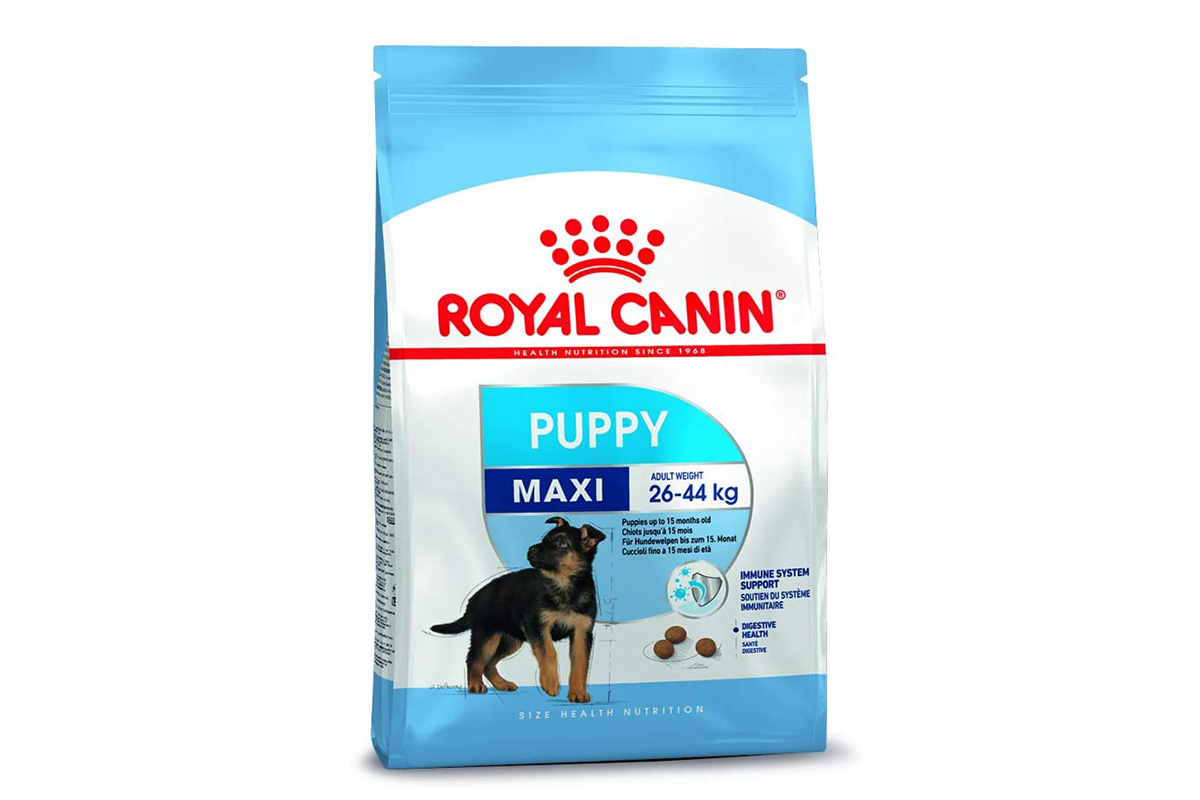 ROYAL CANIN®
HEALTH NUTRITION SINCE 1968
PUPPY
MAXI
ADULT WEIGHT
26-44 kg
Puppies up to 15 months old
Chiots jusqu'à 15 mois
Für Hundewelpen bis zum 15. Monat
Cuccioli fino a 15 mesi di età
IMMUNE SYSTEM
SUPPORT
SOUTIEN DU SYSTÈME
IMMUNITAIRE
DIGESTIVE
HEALTH
SANTÉ
DIGESTIVE
SIZE HEALTH NUTRITION